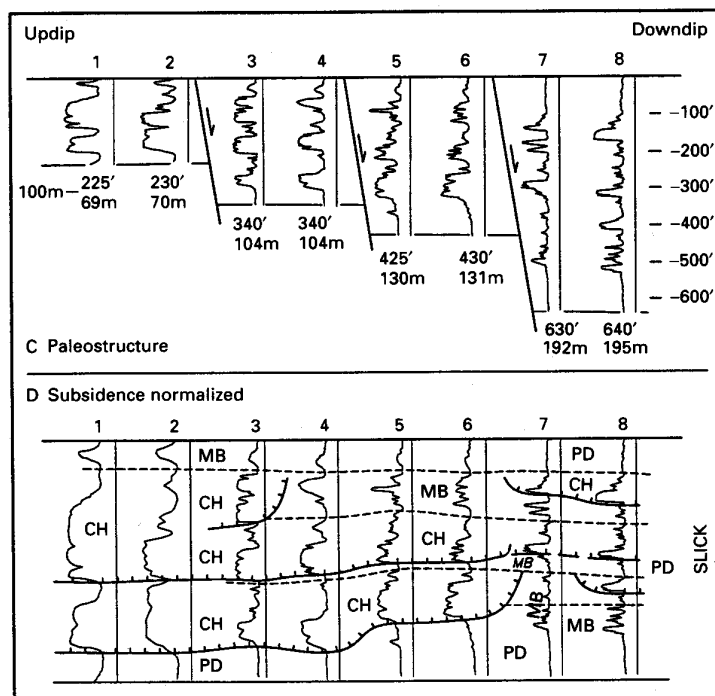 Updip Downdip
1 2 3 4 5 6 7 8
-100'
-200'
-300'
-400'
-500'
-600'
100m 225' 230' 340' 340' 425' 430' 630' 640'
69m 70m 104m 104m 130m 131m 192m 195m
C Paleostructure
D Subsidence normalized
1 2 3 4 5 6 7 8
MB PD
CH MB CH
CH
CH CH MB PD
CH CH MB MB
PD PD
SLICK